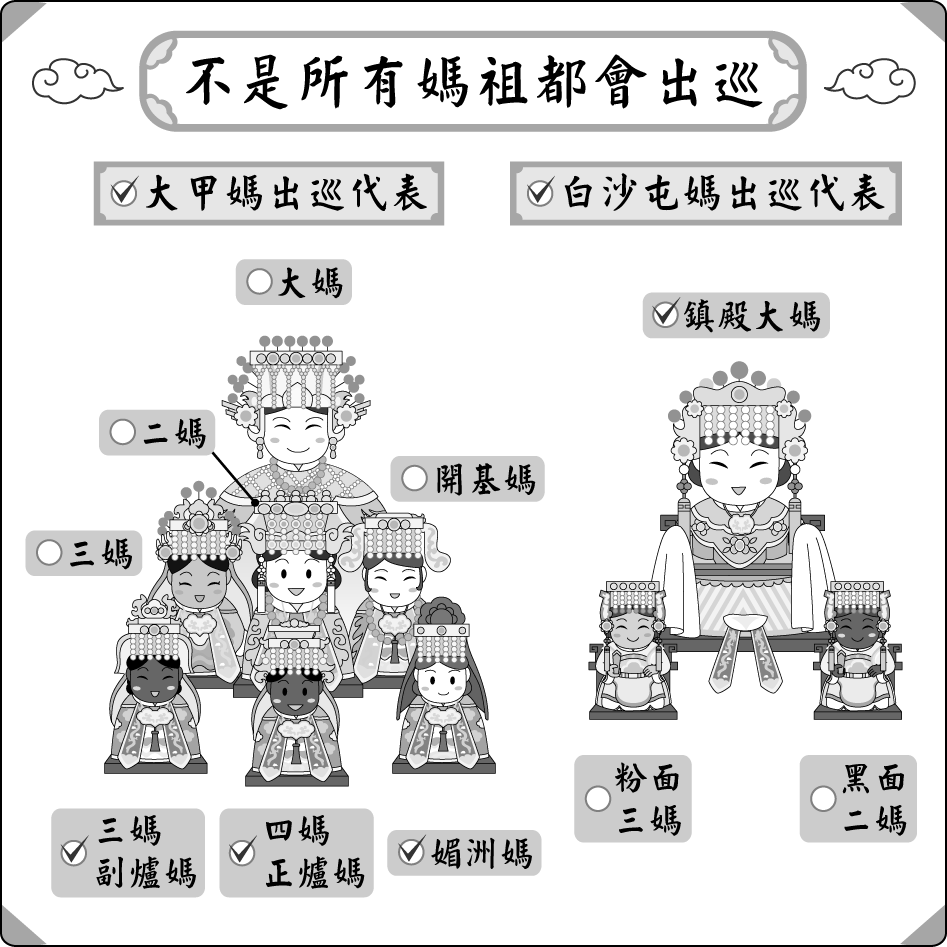 不是所有媽祖都會出巡
大甲媽出巡代表
白沙屯媽出巡代表
大媽
鎮殿大媽
二媽
開基媽
三媽
粉面
三媽
黑面
二媽
三媽
副爐媽
四媽
正爐媽
媚洲媽